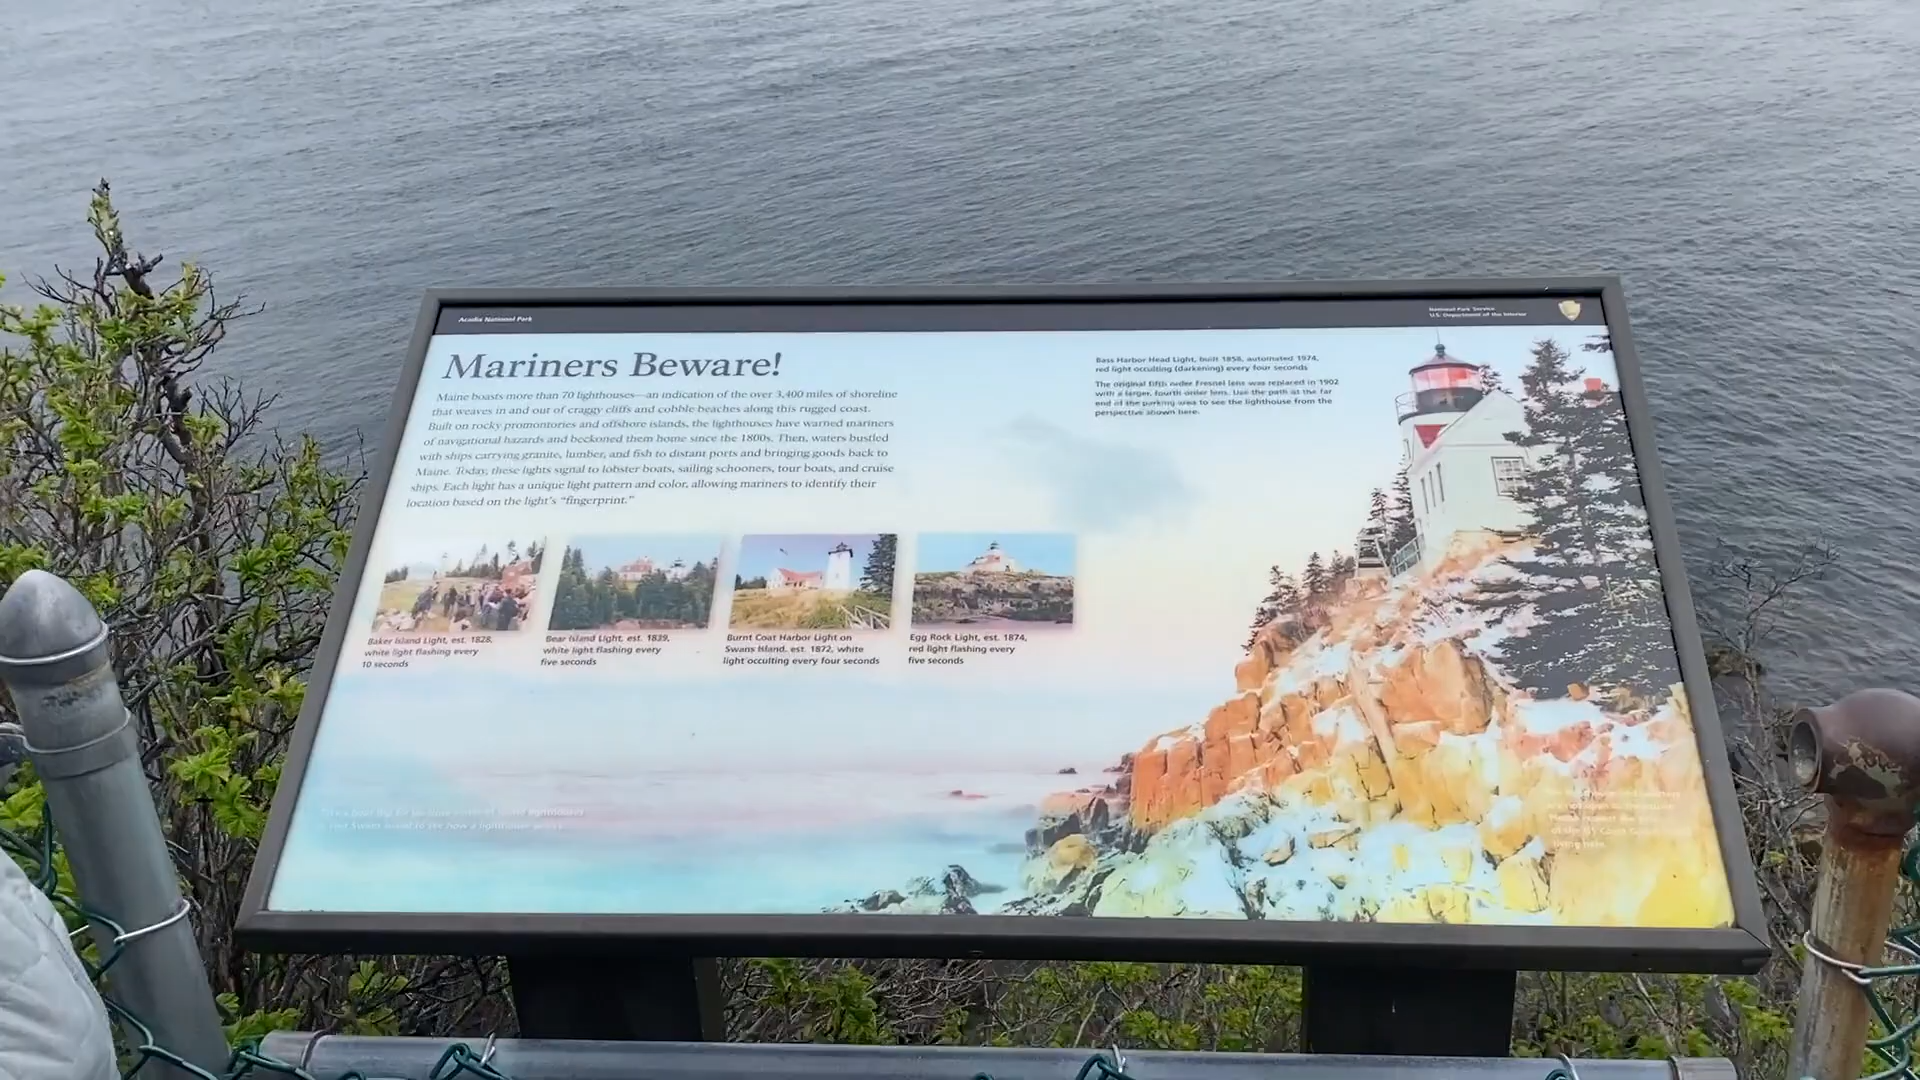 Acadia National Park
National Park Service
U.S. Department of the Interior
Mariners Beware!
Maine boasts more than 70 lighthouses—an indication of the over 3,400 miles of shoreline
that weaves in and out of craggy cliffs and cobble beaches along this rugged coast.
Built on rocky promontories and offshore islands, the lighthouses have warned mariners
of navigational hazards and beckoned them home since the 1800s. Then, waters bustled
with ships carrying granite, lumber, and fish to distant ports and bringing goods back to
Maine. Today, these lights signal to lobster boats, sailing schooners, tour boats, and cruise
ships. Each light has a unique light pattern and color, allowing mariners to identify their
location based on the light's "fingerprint."
Bass Harbor Head Light, built 1858, automated 1974,
red light occulting (darkening) every four seconds
The original fifth order Fresnel lens was replaced in 1902
with a larger, fourth order lens. Use the path at the far
end of the parking area to see the lighthouse from the
perspective shown here.
Baker Island Light, est. 1828,
white light flashing every
10 seconds
Bear Island Light, est. 1839,
white light flashing every
five seconds
Burnt Coat Harbor Light on
Swans Island, est. 1872, white
light occulting every four seconds
Egg Rock Light, est. 1874,
red light flashing every
five seconds